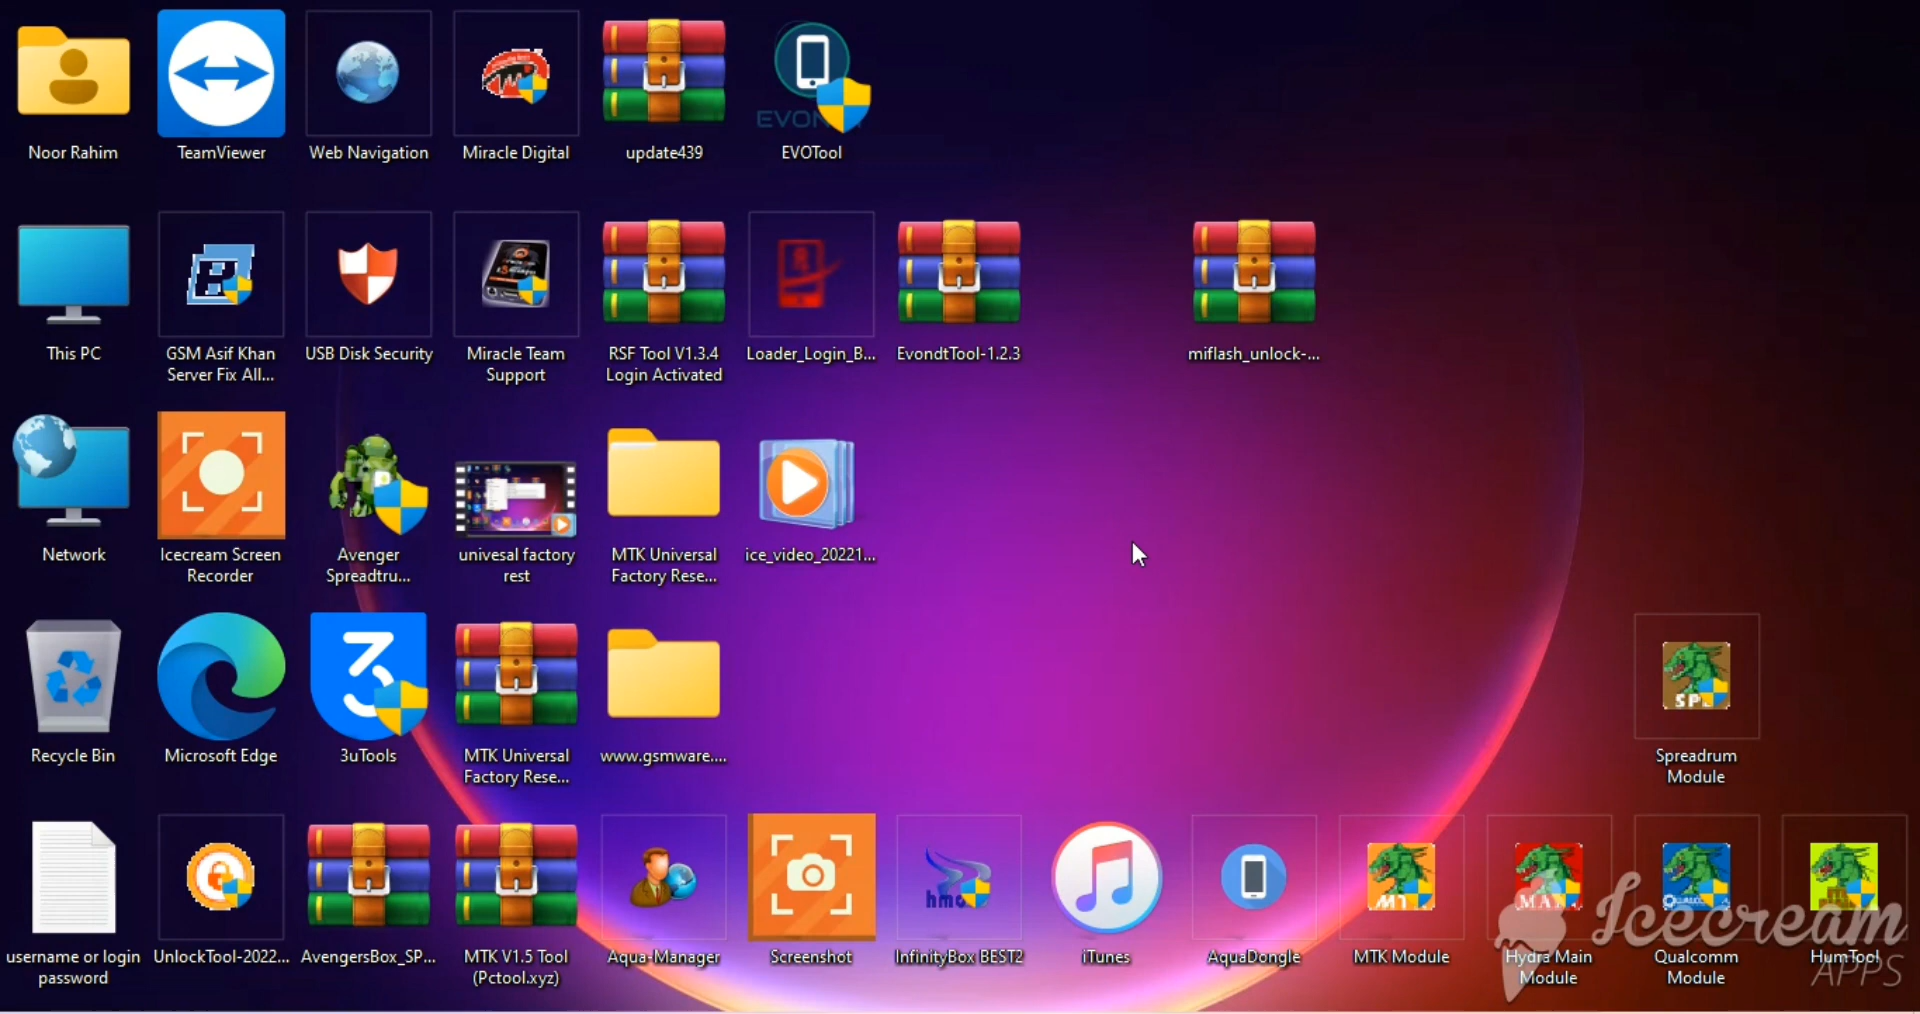 EVON
Noor Rahim
TeamViewer
Web Navigation
Miracle Digital
update439
EVOTool
This PC
GSM Asif Khan
Server Fix All...
USB Disk Security
Miracle Team
Support
RSF Tool V1.3.4
Login Activated
Loader_Login_B...
EvondtTool-1.2.3
miflash_unlock-...
Network
Icecream Screen
Recorder
Avenger
Spreadtru...
univesal factory
rest
MTK Universal
Factory Rese...
ice_video_20221...
SPD
Recycle Bin
Microsoft Edge
3uTools
MTK Universal
Factory Rese...
www.gsmware....
Spreadrum
Module
hmc
username or login
password
UnlockTool-2022...
AvengersBox_SP...
MTK V1.5 Tool
(Pctool.xyz)
Aqua-Manager
Screenshot
InfinityBox BEST2
iTunes
AquaDongle
MTK Module
Hydra Main
Module
Qualcomm
Module
HumTool
Icecream
APPS